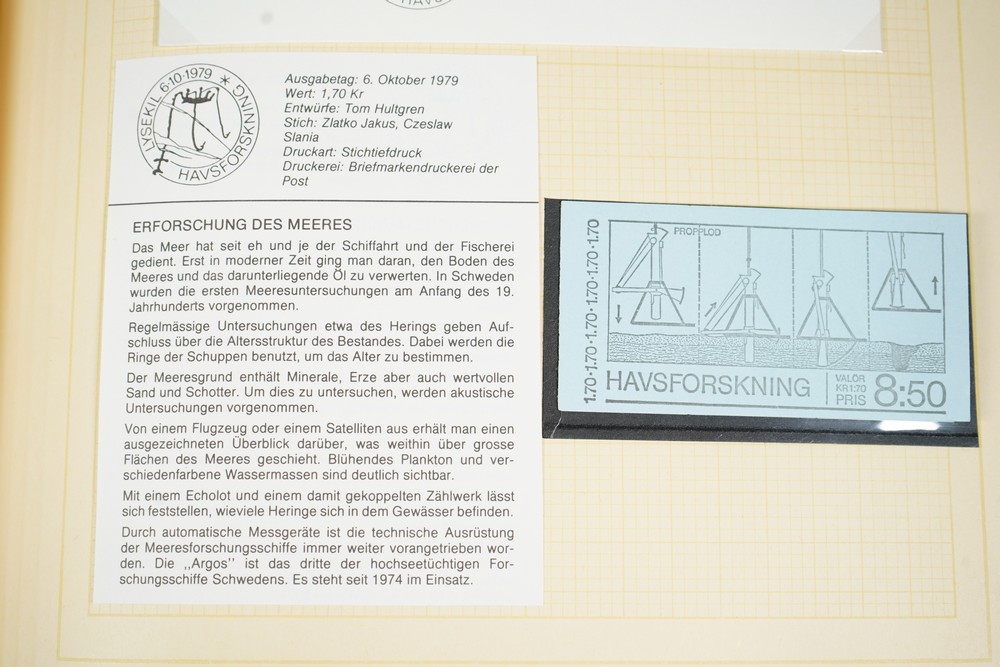 HAVS
LYSEKIL 6·10·1979 * HAVSFORSKNING
Ausgabetag: 6. Oktober 1979
Wert: 1,70 Kr
Entwürfe: Tom Hultgren
Stich: Zlatko Jakus, Czeslaw
Slania
Druckart: Stichtiefdruck
Druckerei: Briefmarkendruckerei der
Post
ERFORSCHUNG DES MEERES
Das Meer hat seit eh und je der Schiffahrt und der Fischerei
gedient. Erst in moderner Zeit ging man daran, den Boden des
Meeres und das darunterliegende Öl zu verwerten. In Schweden
wurden die ersten Meeresuntersuchungen am Anfang des 19.
Jahrhunderts vorgenommen.
Regelmässige Untersuchungen etwa des Herings geben Auf-
schluss über die Altersstruktur des Bestandes. Dabei werden die
Ringe der Schuppen benutzt, um das Alter zu bestimmen.
Der Meeresgrund enthält Minerale, Erze aber auch wertvollen
Sand und Schotter. Um dies zu untersuchen, werden akustische
Untersuchungen vorgenommen.
Von einem Flugzeug oder einem Satelliten aus erhält man einen
ausgezeichneten Überblick darüber, was weithin über grosse
Flächen des Meeres geschieht. Blühendes Plankton und ver-
schiedenfarbene Wassermassen sind deutlich sichtbar.
Mit einem Echolot und einem damit gekoppelten Zählwerk lässt
sich feststellen, wieviele Heringe sich in dem Gewässer befinden.
Durch automatische Messgeräte ist die technische Ausrüstung
der Meeresforschungsschiffe immer weiter vorangetrieben wor-
den. Die ,,Argos" ist das dritte der hochseetüchtigen For-
schungsschiffe Schwedens. Es steht seit 1974 im Einsatz.
1.70·1.70·1.70·1.70·1.70
PROPPLOD
HAVSFORSKNING
VALÖR
KR 1.70
PRIS 8:50